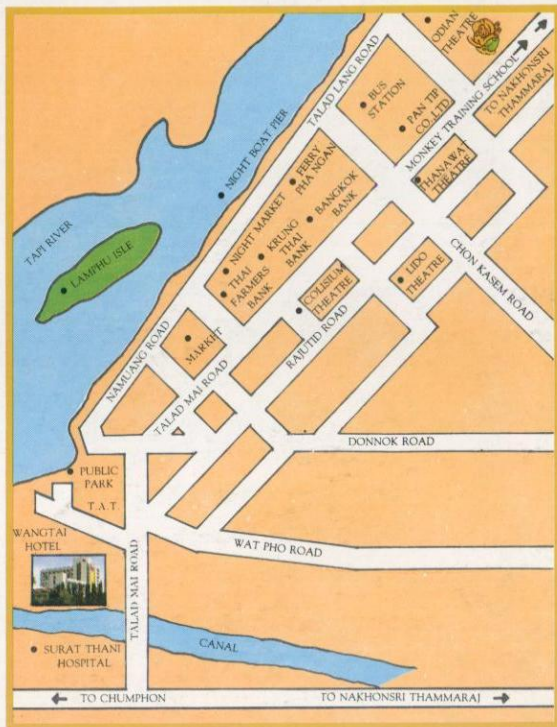 ODIAN
THEATRE
TALAD LANG ROAD
BUS
STATION
PAN TIP
CO.,LTD.
MONKEY TRAINING SCHOOL
TO NAKHONSRI
THAMMARAJ
THANAWAT
THEATRE
NIGHT BOAT PIER
FERRY
PHA NGAN
NIGHT MARKET
BANGKOK
BANK
KRUNG
THAI
BANK
THAI
FARMERS
BANK
TAPI RIVER
LAMPHU ISLE
COLISIUM
THEATRE
LIDO
THEATRE
CHON KASEM ROAD
RAJUTID ROAD
MARKET
NAMUANG ROAD
TALAD MAI ROAD
DONNOK ROAD
PUBLIC
PARK
T.A.T.
WANGTAI
HOTEL
WAT PHO ROAD
TALAD MAI ROAD
SURAT THANI
HOSPITAL
CANAL
TO CHUMPHON
TO NAKHONSRI THAMMARAJ